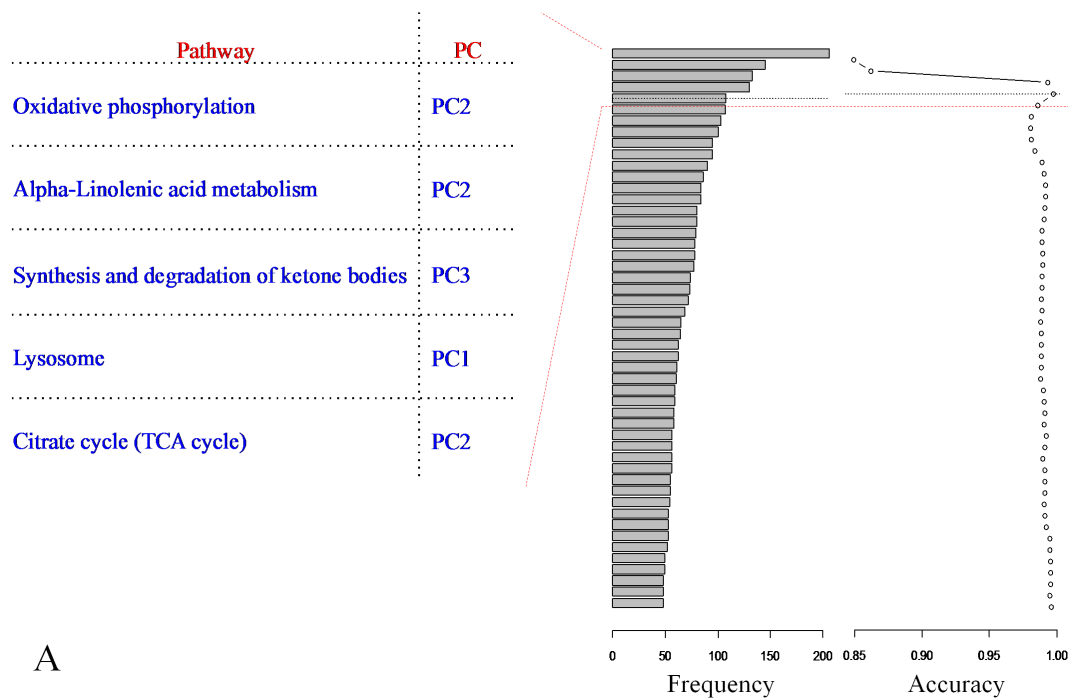 Pathway PC
Oxidative phosphorylation PC2
Alpha-Linolenic acid metabolism PC2
Synthesis and degradation of ketone bodies PC3
Lysosome PC1
Citrate cycle (TCA cycle) PC2
0 50 100 150 200 0.85 0.90 0.95 1.00
Frequency Accuracy
A